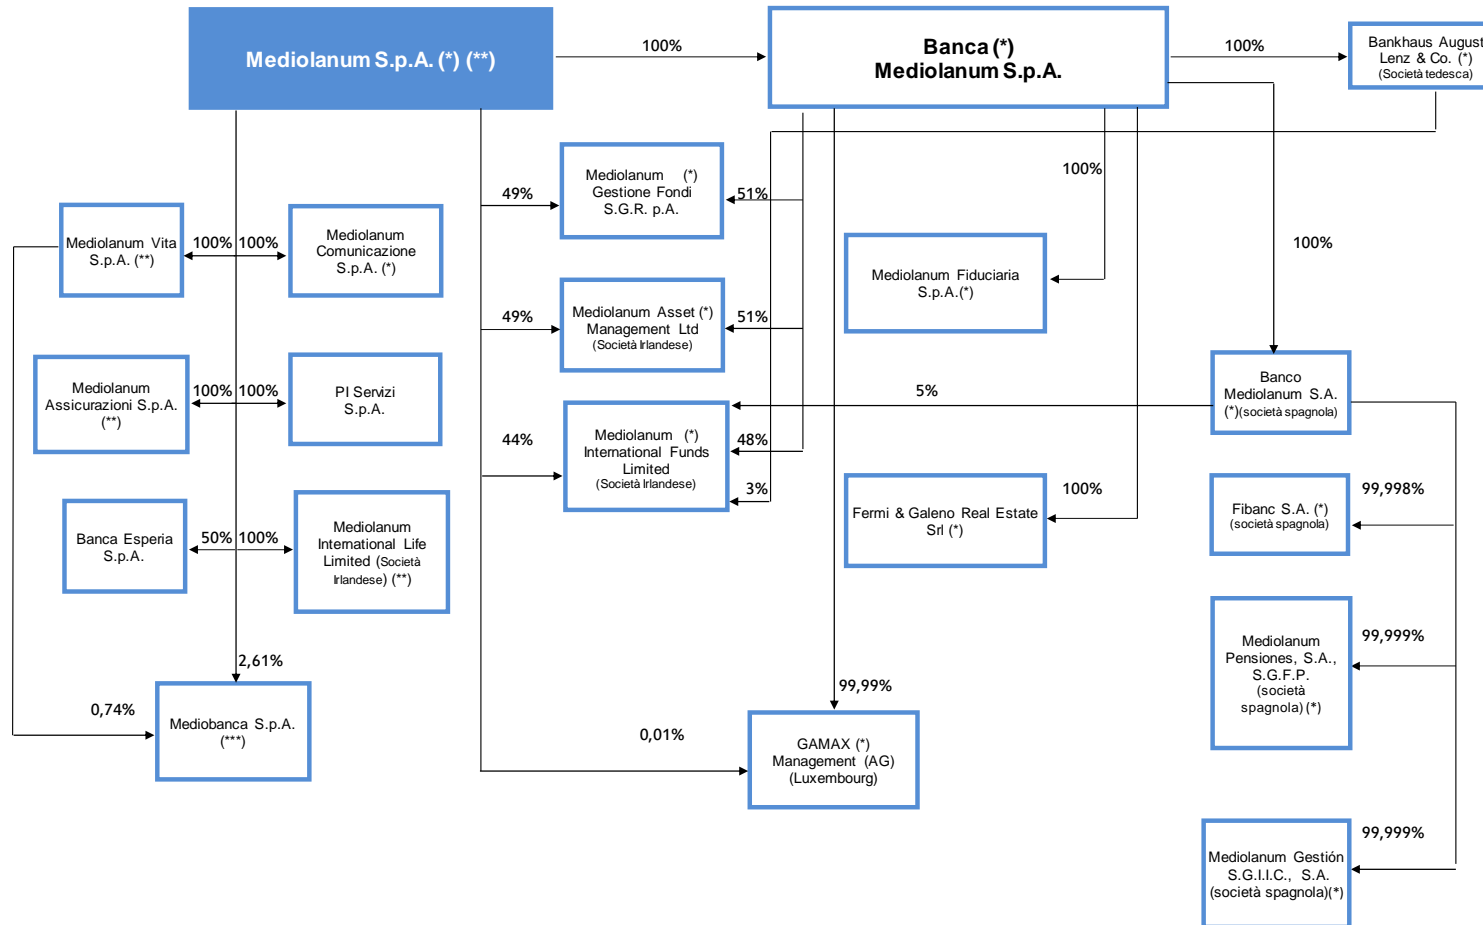 Mediolanum S.p.A. (*) (**)
100%
Banca (*)
Mediolanum S.p.A.
100%
Bankhaus August
Lenz & Co. (*)
(Società tedesca)
49%
Mediolanum (*)
Gestione Fondi
S.G.R. p.A.
51%
100%
Mediolanum Vita
S.p.A. (**)
100%
100%
Mediolanum
Comunicazione
S.p.A. (*)
100%
Mediolanum Fiduciaria
S.p.A.(*)
49%
Mediolanum Asset (*)
Management Ltd
(Società Irlandese)
51%
Mediolanum
Assicurazioni S.p.A.
(**)
100%
100%
PI Servizi
S.p.A.
5%
Banco
Mediolanum S.A.
(*)(società spagnola)
44%
Mediolanum (*)
International Funds
Limited
(Società Irlandese)
48%
3%
Banca Esperia
S.p.A.
50%
100%
Mediolanum
International Life
Limited (Società
Irlandese) (**)
Fermi & Galeno Real Estate
Srl (*)
100%
Fibanc S.A. (*)
(società spagnola)
99,998%
Mediolanum
Pensiones, S.A.,
S.G.F.P.
(società
spagnola) (*)
99,999%
2,61%
0,74%
Mediobanca S.p.A.
(***)
99,99%
0,01%
GAMAX (*)
Management (AG)
(Luxembourg)
99,999%
Mediolanum Gestión
S.G.I.I.C., S.A.
(società spagnola)(*)